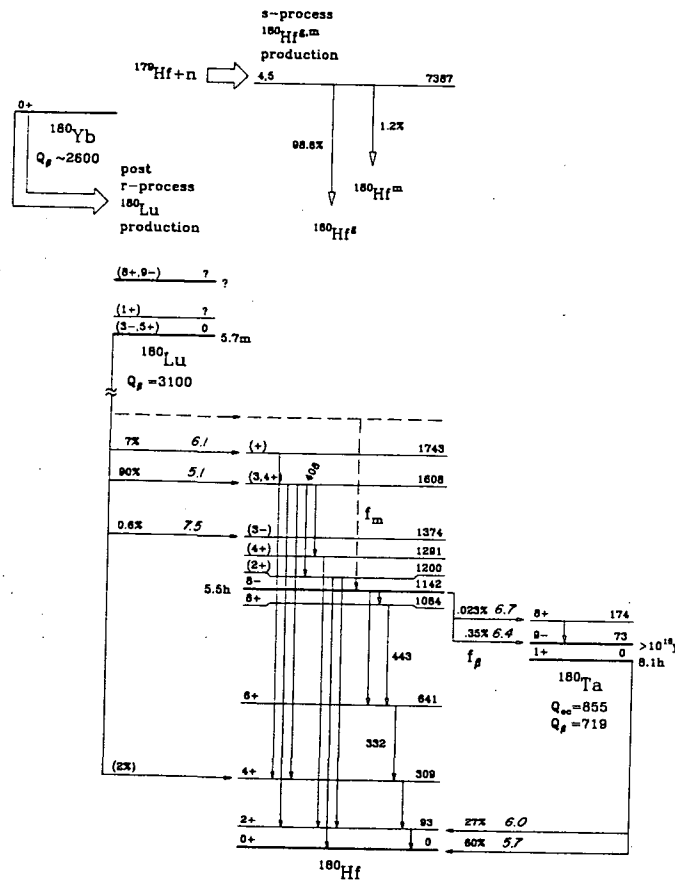 s-process
¹⁸⁰Hfᵍ,ᵐ
production
¹⁷⁹Hf+n
4,5 7387
98.8% 1.2%
¹⁸⁰Hfᵐ
¹⁸⁰Hfᵍ
0+
¹⁸⁰Yb
Qᵦ ~2600
post
r-process
¹⁸⁰Lu
production
(8+,9-) ? ?
(1+) ?
(3-,5+) 0 5.7m
¹⁸⁰Lu
Qᵦ =3100
7% 6.1 (+) 1743
90% 5.1 (3,4+) 408 1608
fₘ
0.6% 7.5 (3-) 1374
(4+) 1291
(2+) 1200
5.5h 8- 1142
8+ 1084
.023% 6.7 8+ 174
.35% 6.4 9- 73 >10¹⁵y
fᵦ 1+ 0 8.1h
¹⁸⁰Ta
Qₑc=855
Qᵦ=719
443
6+ 641
332
(2%) 4+ 309
2+ 93 27% 6.0
0+ 0 60% 5.7
¹⁸⁰Hf